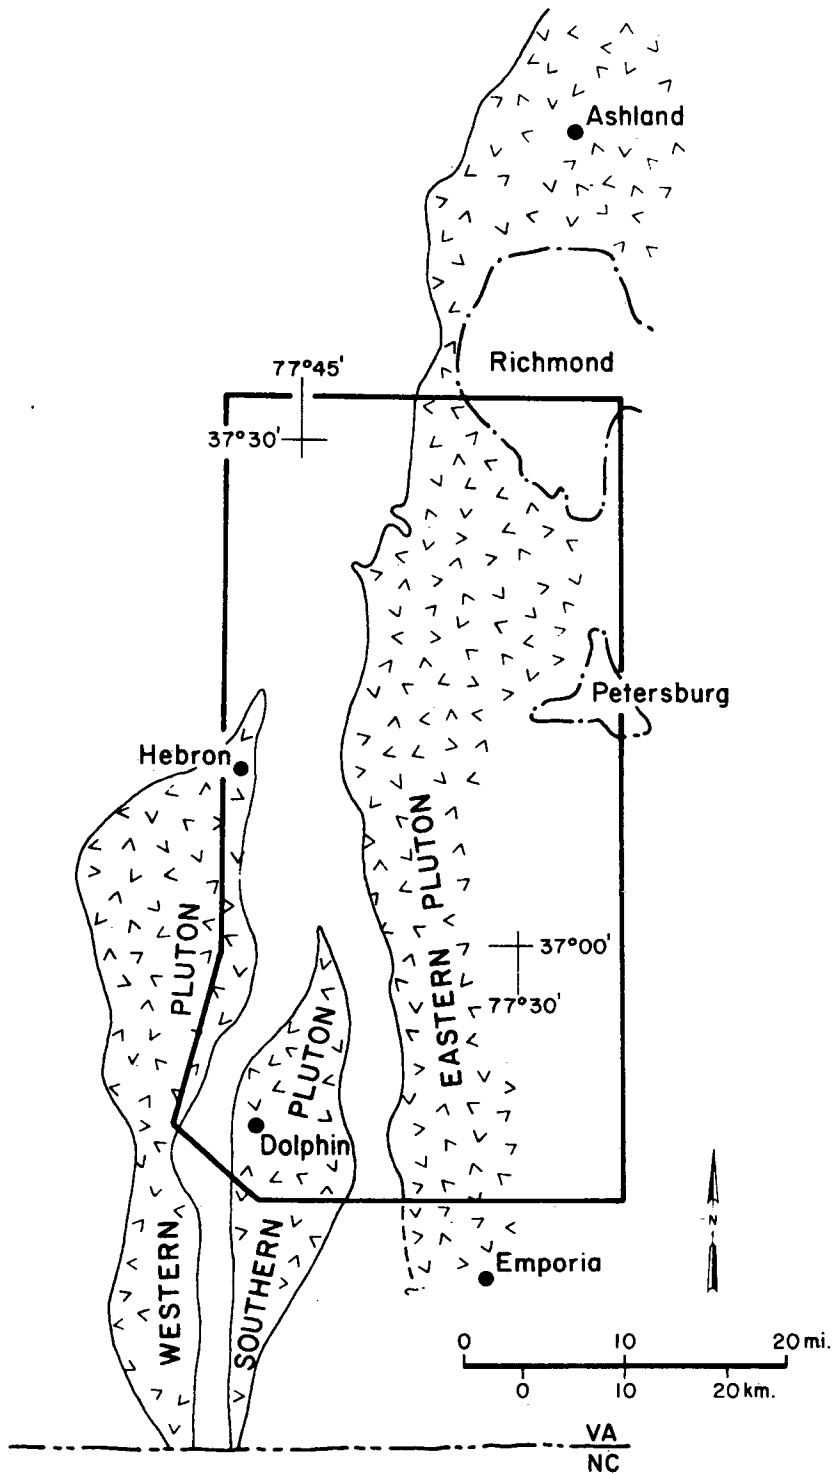 Ashland
Richmond
77°45'
37°30'
Petersburg
Hebron
EASTERN PLUTON
37°00'
77°30'
WESTERN PLUTON
SOUTHERN PLUTON
Dolphin
Emporia
N
0 10 20 mi.
0 10 20 km.
VA
NC